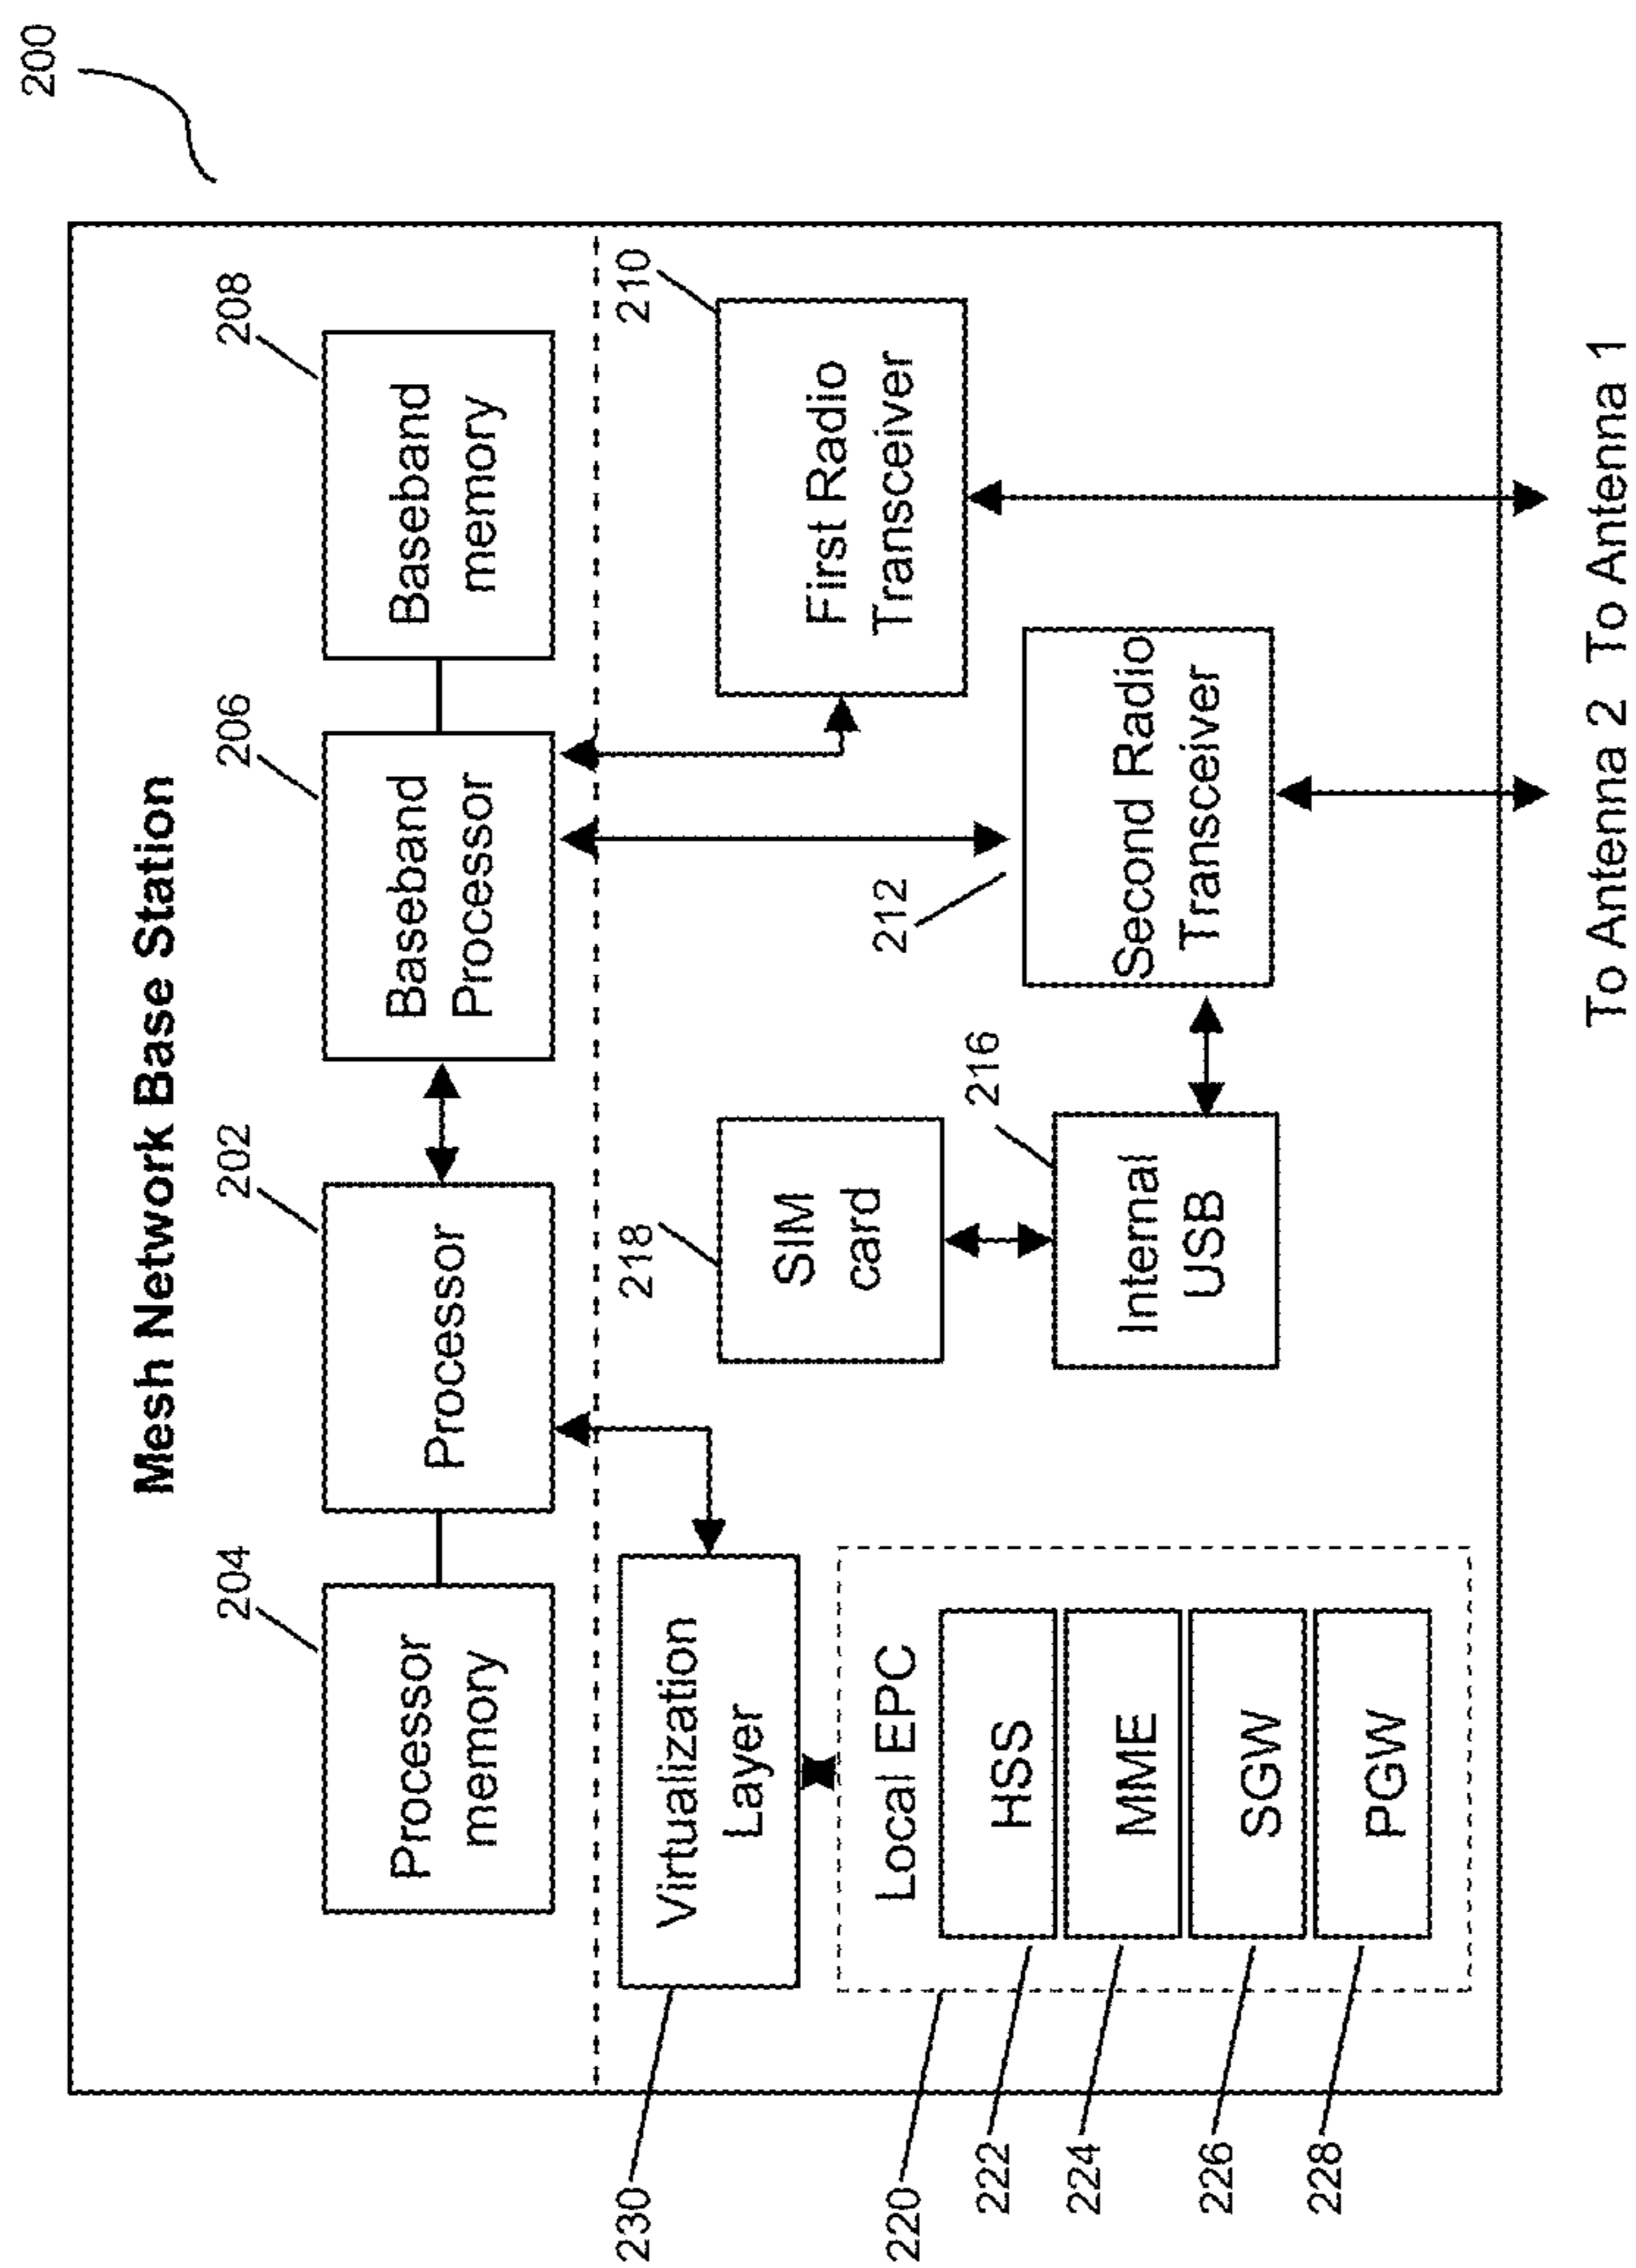 200
Mesh Network Base Station
204
202
206
208
Processor
memory
Processor
Baseband
Processor
Baseband
memory
230
Virtualization
Layer
218
SIM
card
210
First Radio
Transceiver
212
220
Local EPC
222
HSS
224
MME
226
SGW
228
PGW
216
Internal
USB
Second Radio
Transceiver
To Antenna 2 To Antenna 1